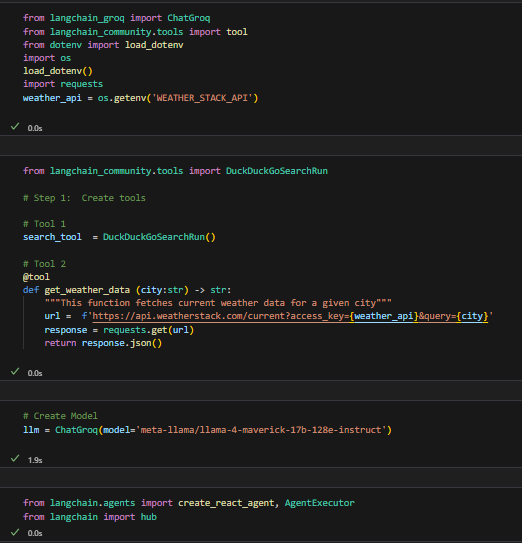 from langchain_groq import ChatGroq
from langchain_community.tools import tool
from dotenv import load_dotenv
import os
load_dotenv()
import requests
weather_api = os.getenv('WEATHER_STACK_API')
0.0s
from langchain_community.tools import DuckDuckGoSearchRun
# Step 1:  Create tools
# Tool 1
search_tool  = DuckDuckGoSearchRun()
# Tool 2
@tool
def get_weather_data (city:str) -> str:
    """This function fetches current weather data for a given city"""
    url =  f'https://api.weatherstack.com/current?access_key={weather_api}&query={city}'
    response = requests.get(url)
    return response.json()
0.0s
# Create Model
llm = ChatGroq(model='meta-llama/llama-4-maverick-17b-128e-instruct')
1.9s
from langchain.agents import create_react_agent, AgentExecutor
from langchain import hub
0.0s